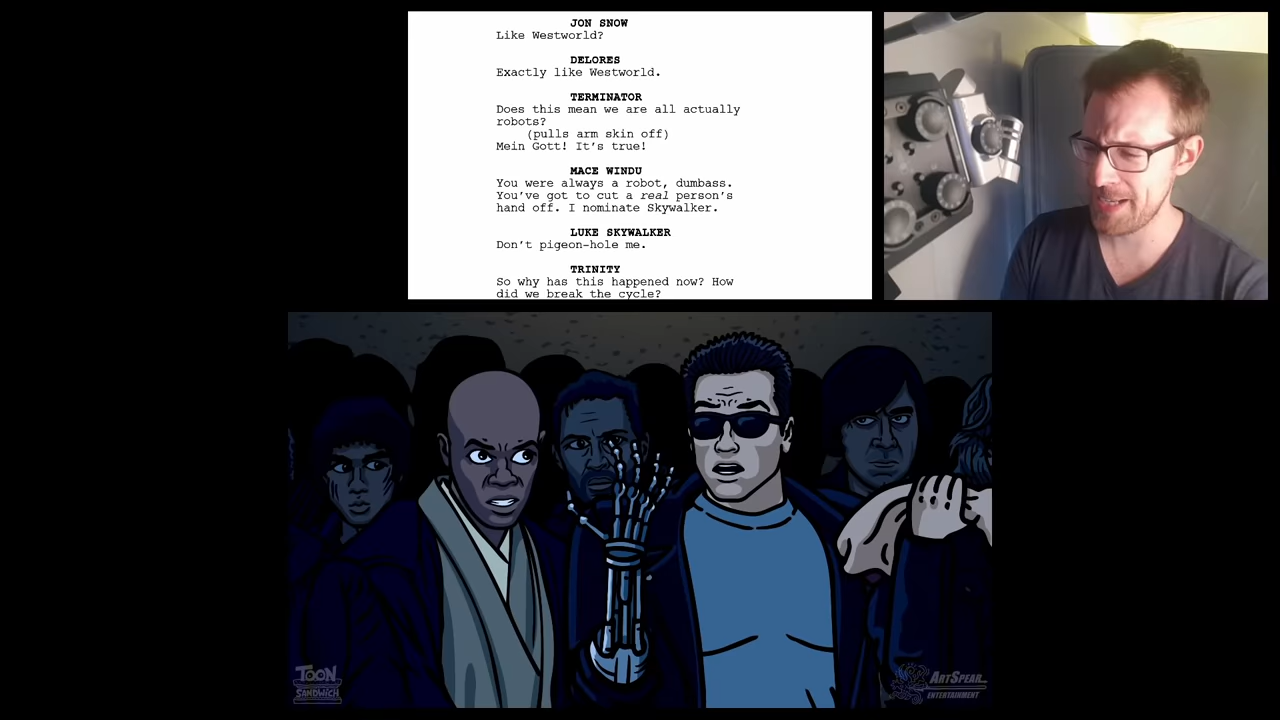 JON SNOW
Like Westworld?
DELORES
Exactly like Westworld.
TERMINATOR
Does this mean we are all actually
robots?
(pulls arm skin off)
Mein Gott! It's true!
MACE WINDU
You were always a robot, dumbass.
You've got to cut a real person's
hand off. I nominate Skywalker.
LUKE SKYWALKER
Don't pigeon-hole me.
TRINITY
So why has this happened now? How
did we break the cycle?
TOON
SANDWICH
ARTSPEAR
ENTERTAINMENT